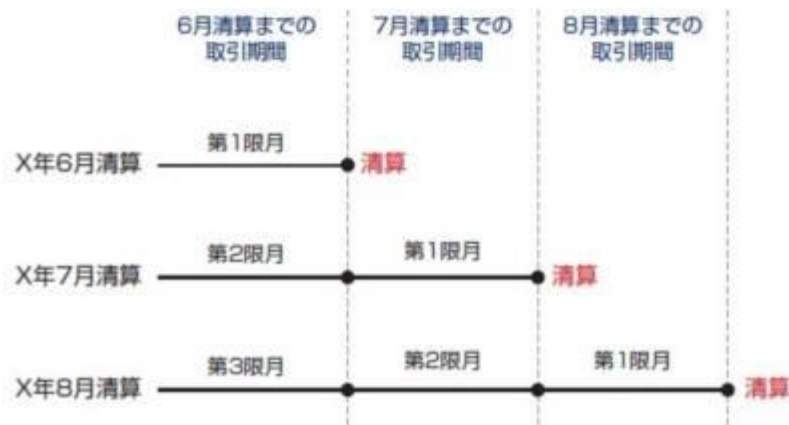 6月清算までの
取引期間
7月清算までの
取引期間
8月清算までの
取引期間
第1限月
X年6月清算
清算
第2限月
第1限月
X年7月清算
清算
第3限月
第2限月
第1限月
X年8月清算
清算